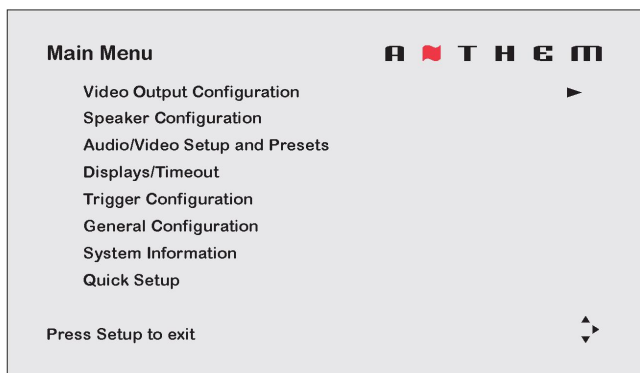 Main Menu
ANTHEM
Video Output Configuration
Speaker Configuration
Audio/Video Setup and Presets
Displays/Timeout
Trigger Configuration
General Configuration
System Information
Quick Setup
Press Setup to exit